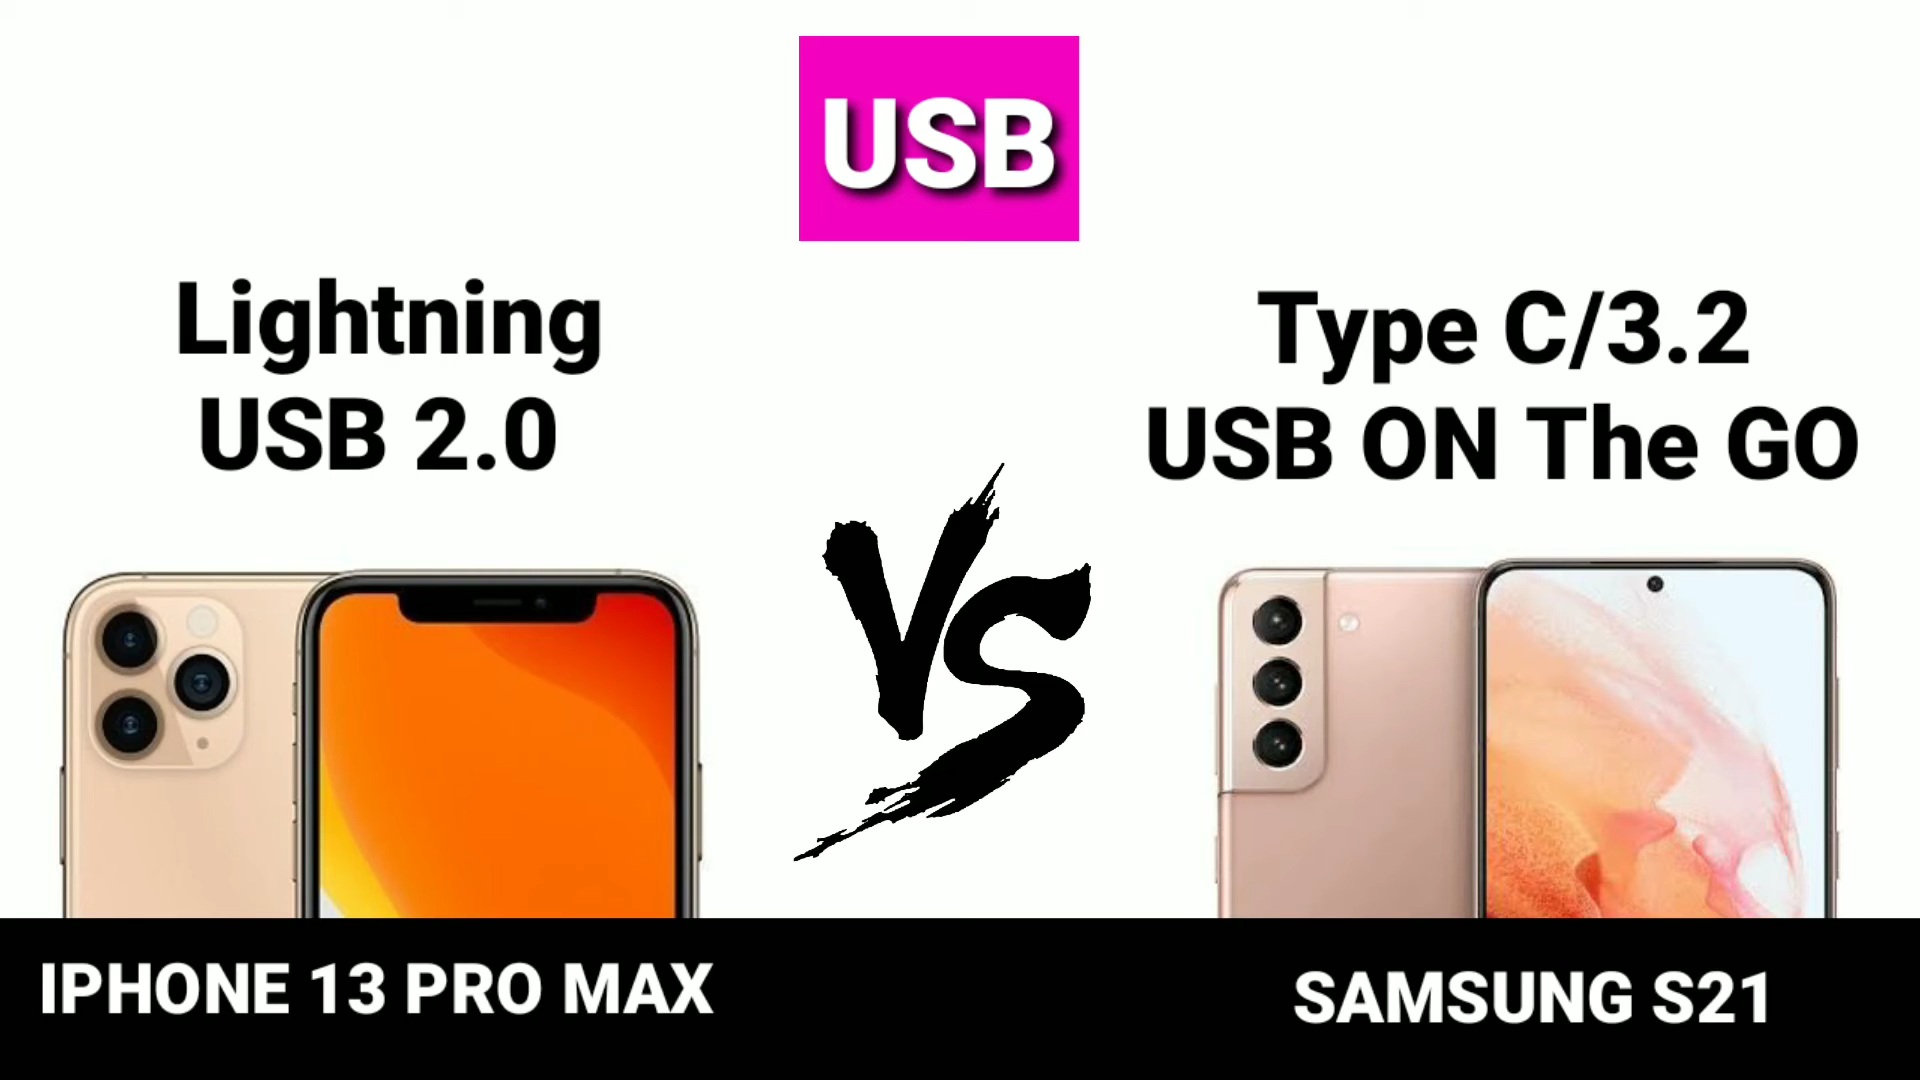 USB
Lightning
USB 2.0
Type C/3.2
USB ON The GO
VS
IPHONE 13 PRO MAX
SAMSUNG S21